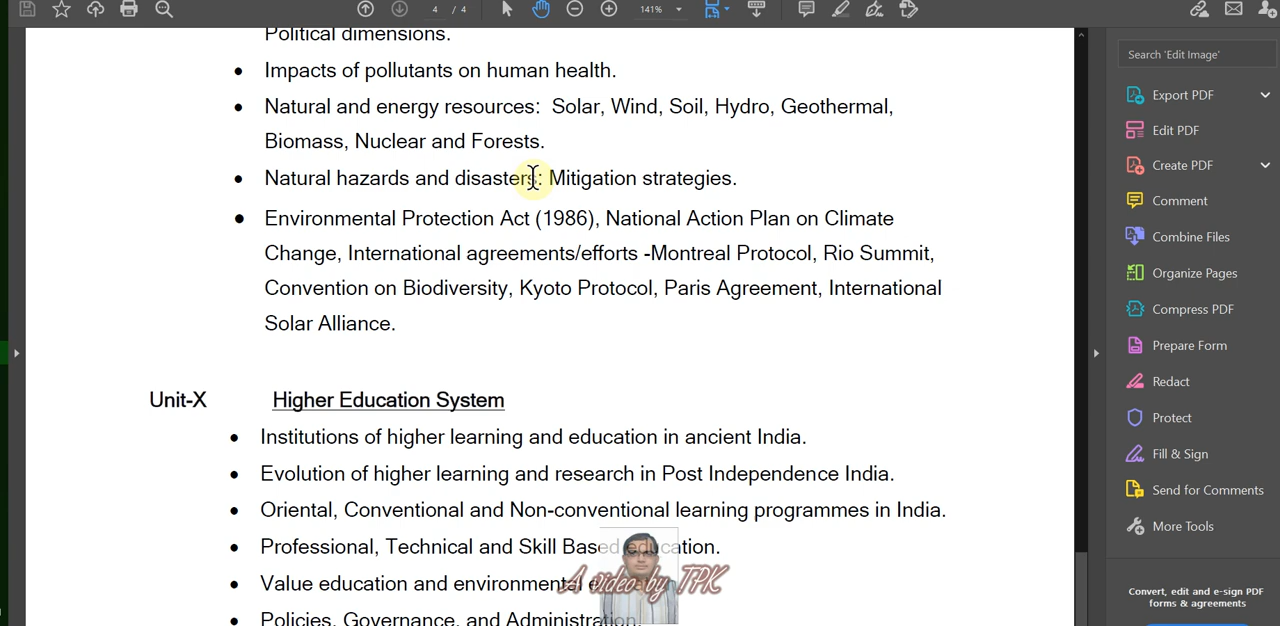 4 / 4
141%
Political dimensions.
Impacts of pollutants on human health.
Natural and energy resources: Solar, Wind, Soil, Hydro, Geothermal,
Biomass, Nuclear and Forests.
Natural hazards and disasters: Mitigation strategies.
Environmental Protection Act (1986), National Action Plan on Climate
Change, International agreements/efforts -Montreal Protocol, Rio Summit,
Convention on Biodiversity, Kyoto Protocol, Paris Agreement, International
Solar Alliance.
Unit-X Higher Education System
Institutions of higher learning and education in ancient India.
Evolution of higher learning and research in Post Independence India.
Oriental, Conventional and Non-conventional learning programmes in India.
Professional, Technical and Skill Based education.
Value education and environmental
A video by TPK
Policies, Governance, and Administration.
Search 'Edit Image'
Export PDF
Edit PDF
Create PDF
Comment
Combine Files
Organize Pages
Compress PDF
Prepare Form
Redact
Protect
Fill & Sign
Send for Comments
More Tools
Convert, edit and e-sign PDF
forms & agreements